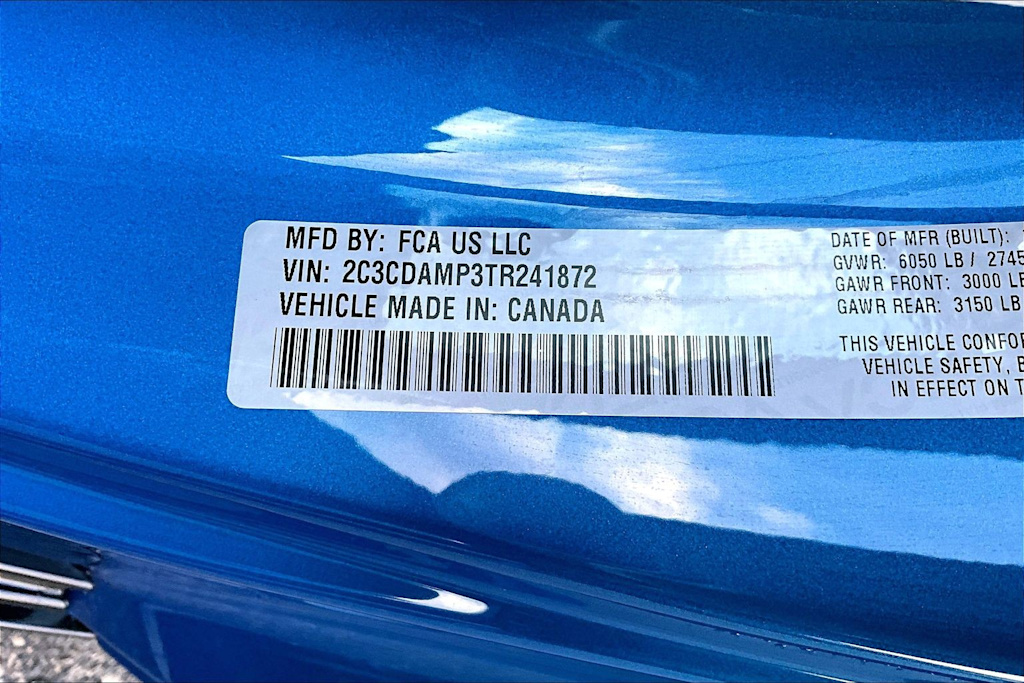 MFD BY: FCA US LLC
VIN: 2C3CDAMP3TR241872
VEHICLE MADE IN: CANADA
DATE OF MFR (BUILT):
GVWR: 6050 LB / 2745
GAWR FRONT: 3000 LB
GAWR REAR: 3150 LB
THIS VEHICLE CONFOR
VEHICLE SAFETY,
IN EFFECT ON